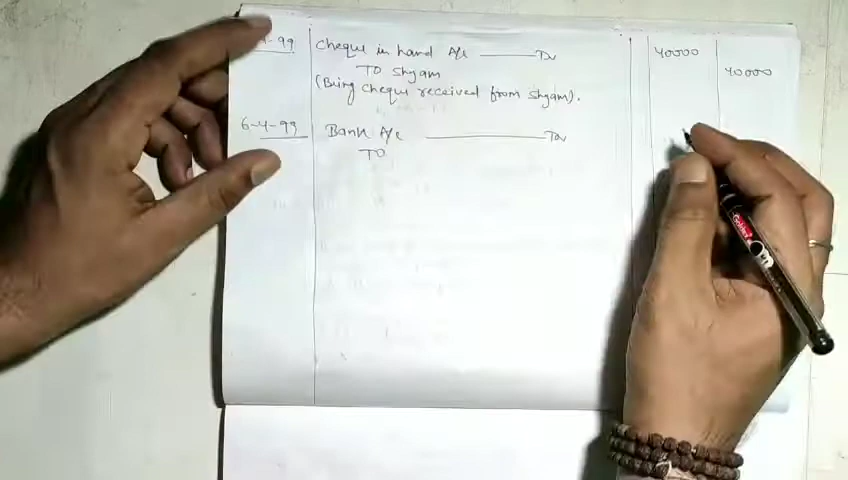 4-99 Cheque in hand A/c Dr 40000
TO Shyam 40000
(Being cheque received from Shyam).
6-4-99 Bank A/c Dr
TO